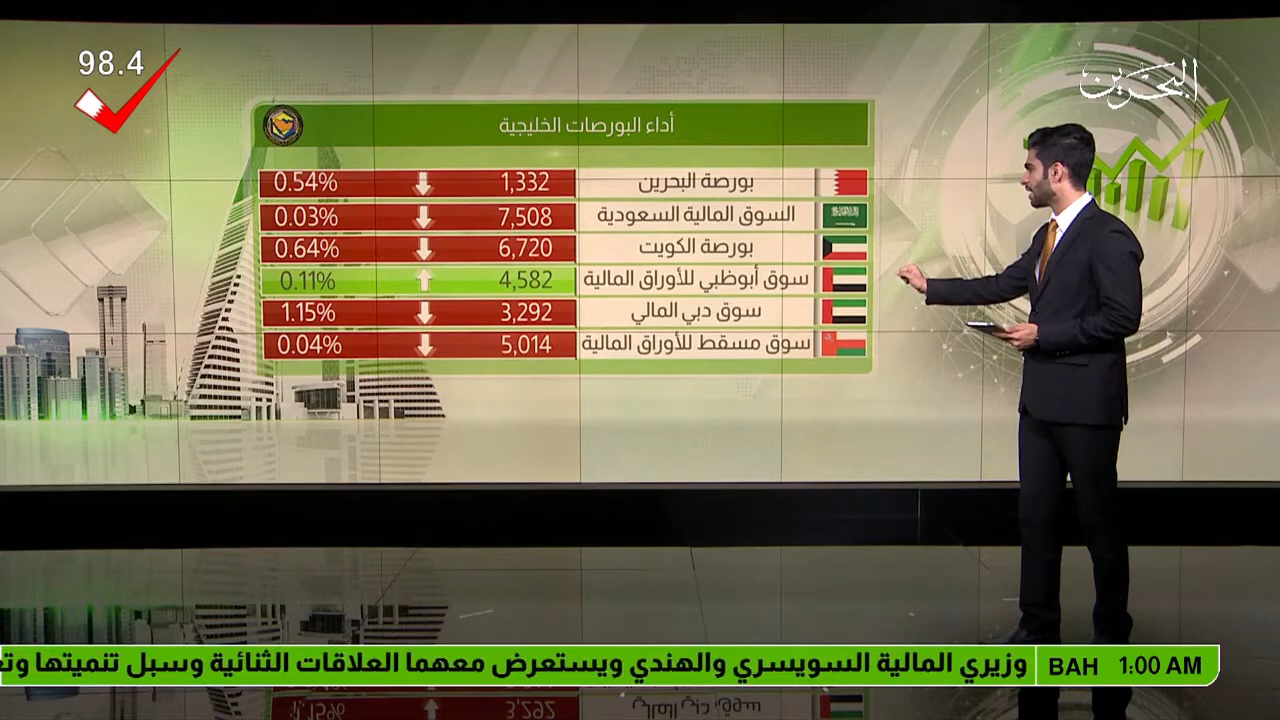 98.4
البحرين
أداء البورصات الخليجية
بورصة البحرين 1,332 0.54%
السوق المالية السعودية 7,508 0.03%
بورصة الكويت 6,720 0.64%
سوق أبوظبي للأوراق المالية 4,582 0.11%
سوق دبي المالي 3,292 1.15%
سوق مسقط للأوراق المالية 5,014 0.04%
BAH 1:00 AM
وزيري المالية السويسري والهندي ويستعرض معهما العلاقات الثنائية وسبل تنميتها